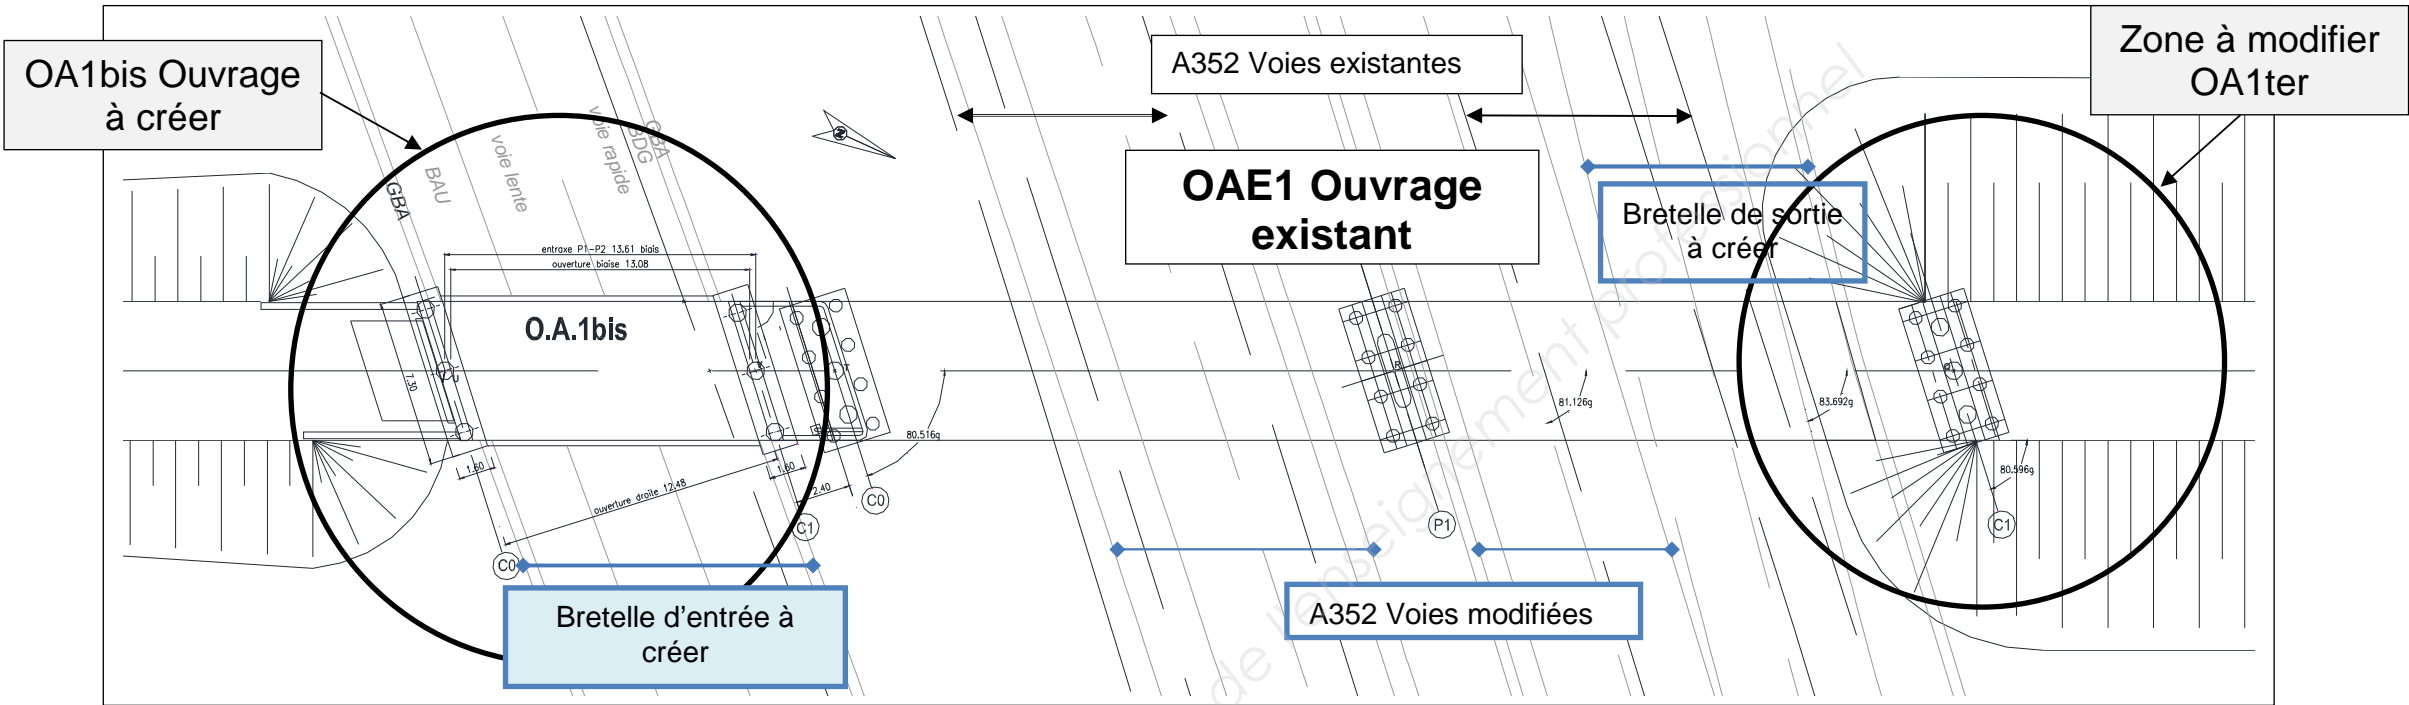 OA1bis Ouvrage
à créer
A352 Voies existantes
Zone à modifier
OA1ter
OAE1 Ouvrage
existant
Bretelle de sortie
à créer
GBA
BAU
voie lente
voie rapide
BDG
GBA
N
entraxe P1-P2 13.61 biais
ouverture biaise 13.08
O.A.1bis
7.30
U
V
T
R
Q
80.516g
81.126g
83.692g
80.596g
1.60
ouverture droite 12.48
1.60
2.40
C0
C1
C0
P1
C1
Bretelle d'entrée à
créer
A352 Voies modifiées
de l'enseignement professionnel